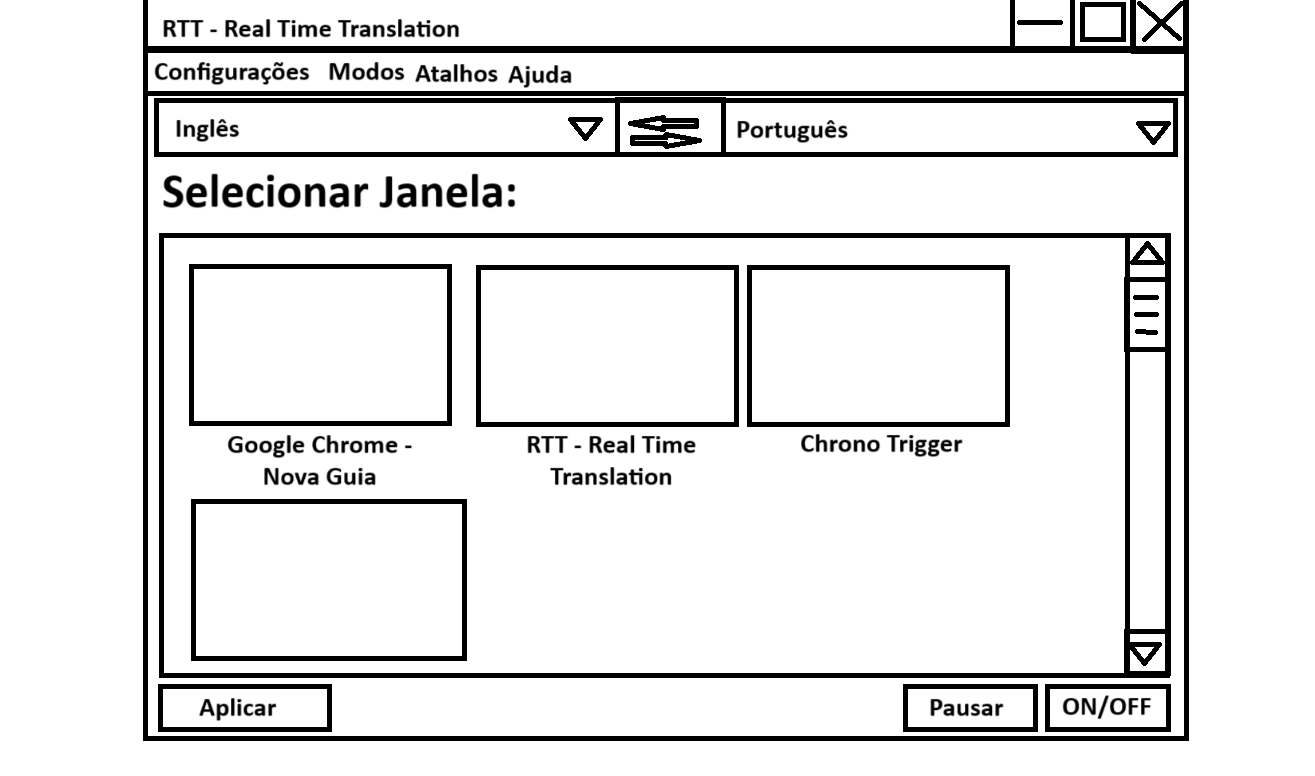 RTT - Real Time Translation
Configurações Modos Atalhos Ajuda
Inglês Português
Selecionar Janela:
Google Chrome -
Nova Guia
RTT - Real Time
Translation
Chrono Trigger
Aplicar Pausar ON/OFF